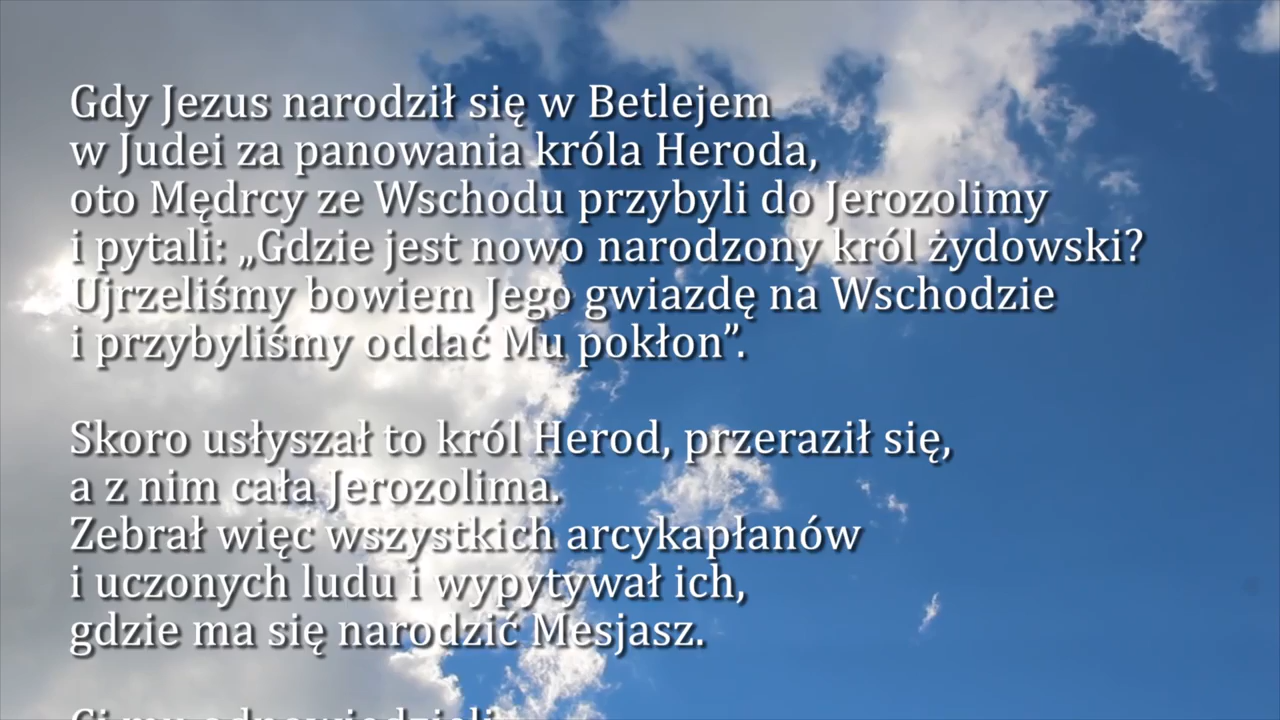 Gdy Jezus narodził się w Betlejem
w Judei za panowania króla Heroda,
oto Mędrcy ze Wschodu przybyli do Jerozolimy
i pytali: „Gdzie jest nowo narodzony król żydowski?
Ujrzeliśmy bowiem Jego gwiazdę na Wschodzie
i przybyliśmy oddać Mu pokłon”.
Skoro usłyszał to król Herod, przeraził się,
a z nim cała Jerozolima.
Zebrał więc wszystkich arcykapłanów
i uczonych ludu i wypytywał ich,
gdzie ma się narodzić Mesjasz.
Ci mu odpowiedzieli